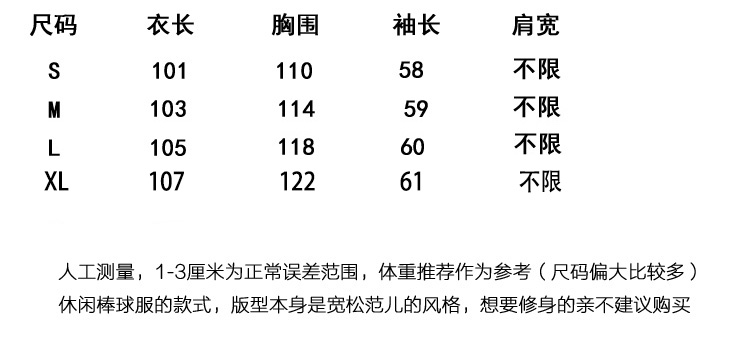 尺码 衣长 胸围 袖长 肩宽
S 101 110 58 不限
M 103 114 59 不限
L 105 118 60 不限
XL 107 122 61 不限
人工测量，1-3厘米为正常误差范围，体重推荐作为参考（尺码偏大比较多）
休闲棒球服的款式，版型本身是宽松范儿的风格，想要修身的亲不建议购买